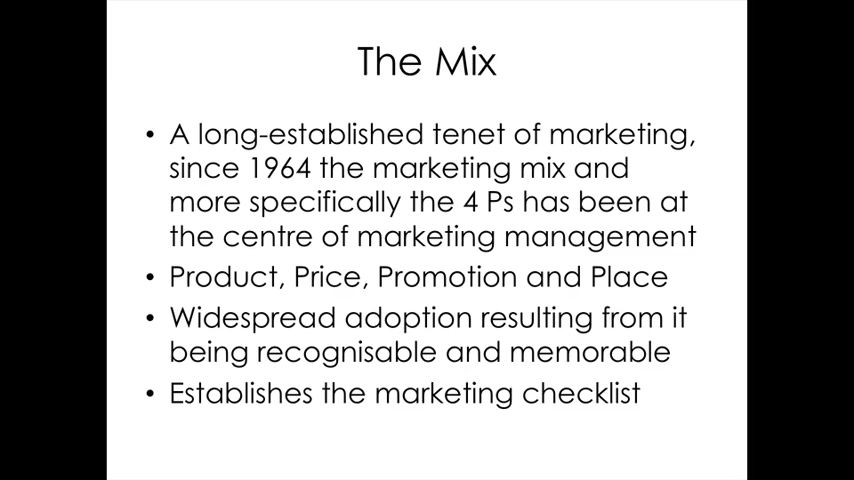 The Mix
• A long-established tenet of marketing,
since 1964 the marketing mix and
more specifically the 4 Ps has been at
the centre of marketing management
• Product, Price, Promotion and Place
• Widespread adoption resulting from it
being recognisable and memorable
• Establishes the marketing checklist